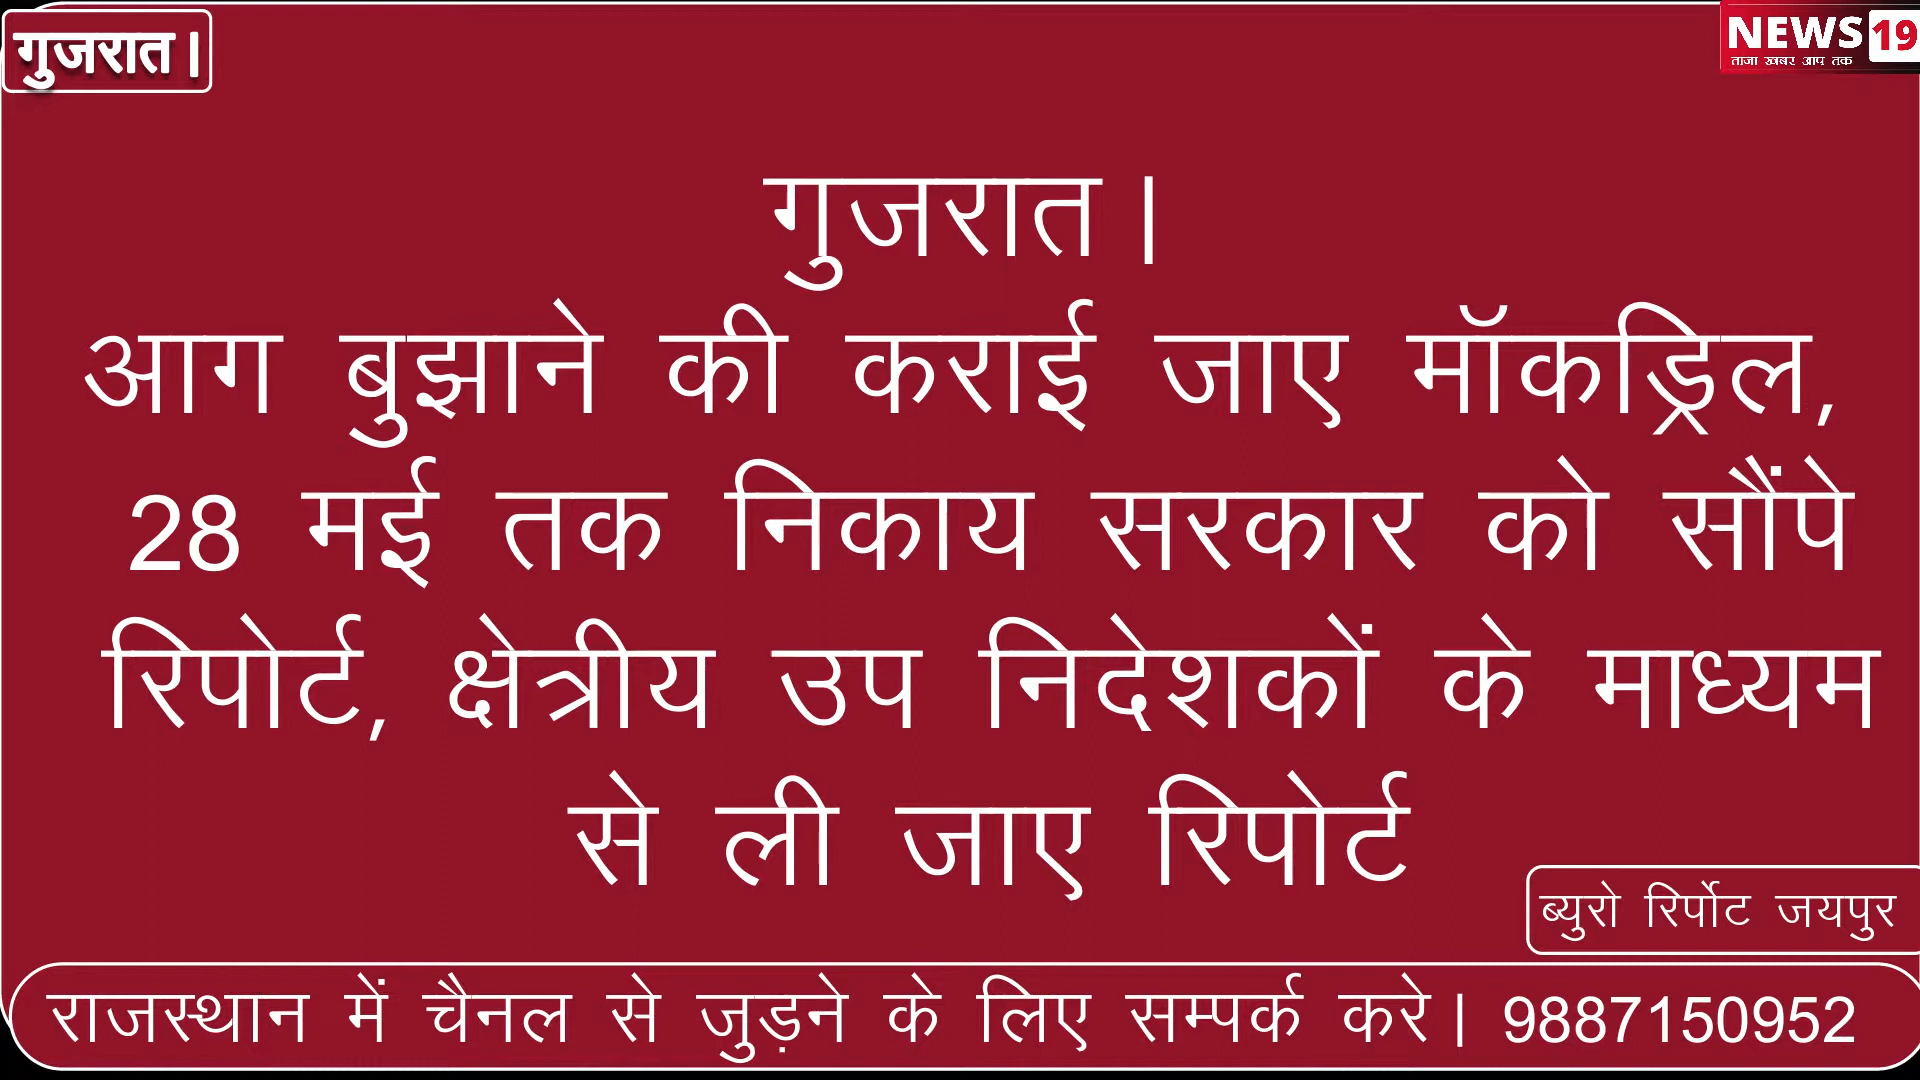 गुजरात।
NEWS 19
ताजा खबर आप तक
गुजरात।
आग बुझाने की कराई जाए मॉकड्रिल,
28 मई तक निकाय सरकार को सौंपे
रिपोर्ट, क्षेत्रीय उप निदेशकों के माध्यम
से ली जाए रिपोर्ट
ब्युरो रिर्पोट जयपुर
राजस्थान में चैनल से जुड़ने के लिए सम्पर्क करे। 9887150952